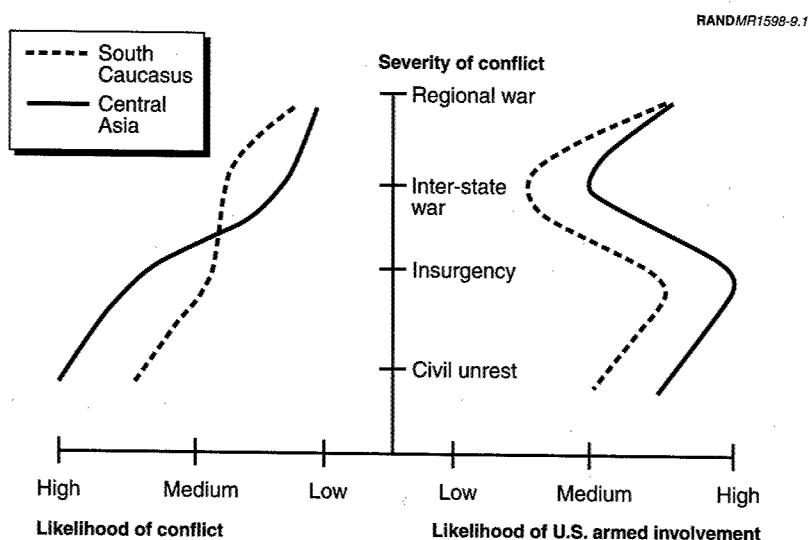 RANDMR1598-9.1
South
Caucasus
Central
Asia
Severity of conflict
Regional war
Inter-state
war
Insurgency
Civil unrest
High
Medium
Low
Low
Medium
High
Likelihood of conflict
Likelihood of U.S. armed involvement